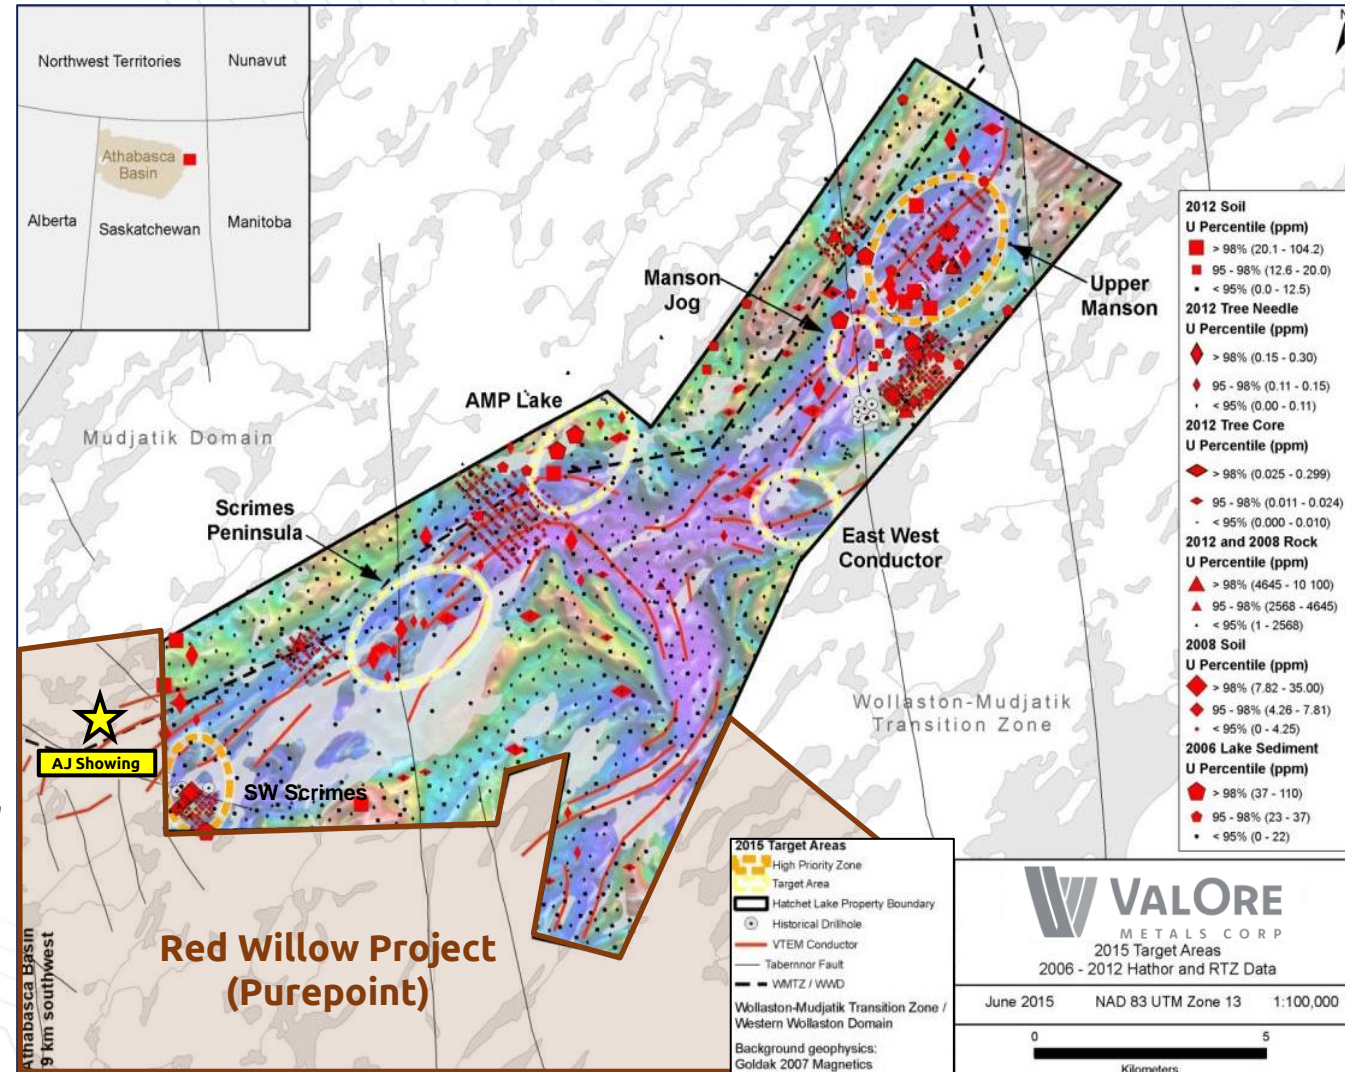 Northwest Territories
Nunavut
Athabasca
Basin
Alberta
Saskatchewan
Manitoba
N
Mudjatik Domain
Manson
Jog
Upper
Manson
AMP Lake
Scrimes
Peninsula
East West
Conductor
Wollaston-Mudjatik
Transition Zone
AJ Showing
SW Scrimes
Red Willow Project
(Purepoint)
Athabasca Basin
9 km southwest
2012 Soil
U Percentile (ppm)
> 98% (20.1 - 104.2)
95 - 98% (12.6 - 20.0)
< 95% (0.0 - 12.5)
2012 Tree Needle
U Percentile (ppm)
> 98% (0.15 - 0.30)
95 - 98% (0.11 - 0.15)
< 95% (0.00 - 0.11)
2012 Tree Core
U Percentile (ppm)
> 98% (0.025 - 0.299)
95 - 98% (0.011 - 0.024)
< 95% (0.000 - 0.010)
2012 and 2008 Rock
U Percentile (ppm)
> 98% (4645 - 10 100)
95 - 98% (2568 - 4645)
< 95% (1 - 2568)
2008 Soil
U Percentile (ppm)
> 98% (7.82 - 35.00)
95 - 98% (4.26 - 7.81)
< 95% (0 - 4.25)
2006 Lake Sediment
U Percentile (ppm)
> 98% (37 - 110)
95 - 98% (23 - 37)
< 95% (0 - 22)
2015 Target Areas
High Priority Zone
Target Area
Hatchet Lake Property Boundary
Historical Drillhole
VTEM Conductor
Tabernnor Fault
WMTZ / WWD
Wollaston-Mudjatik Transition Zone /
Western Wollaston Domain
Background geophysics:
Goldak 2007 Magnetics
VALORE
METALS CORP
2015 Target Areas
2006 - 2012 Hathor and RTZ Data
June 2015 NAD 83 UTM Zone 13 1:100,000
0 5
Kilometers